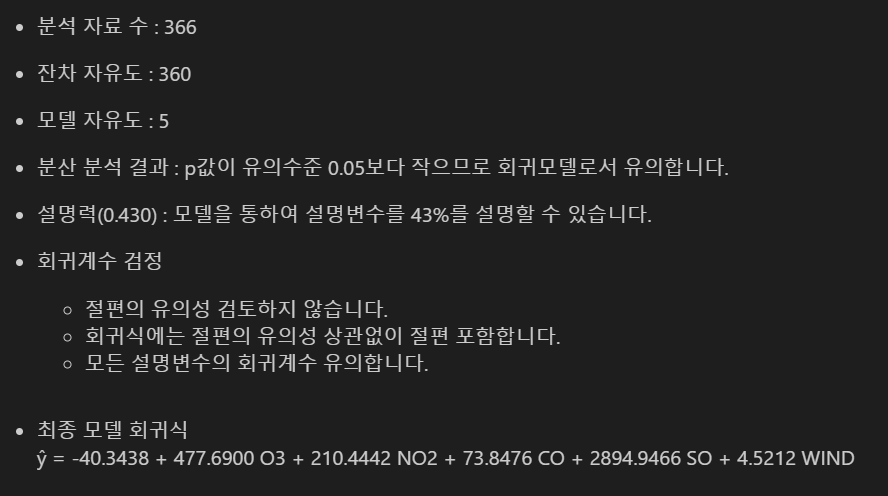 • 분석 자료 수 : 366
• 잔차 자유도 : 360
• 모델 자유도 : 5
• 분산 분석 결과 : p값이 유의수준 0.05보다 작으므로 회귀모델로서 유의합니다.
• 설명력(0.430) : 모델을 통하여 설명변수를 43%를 설명할 수 있습니다.
• 회귀계수 검정
◦ 절편의 유의성 검토하지 않습니다.
◦ 회귀식에는 절편의 유의성 상관없이 절편 포함합니다.
◦ 모든 설명변수의 회귀계수 유의합니다.
• 최종 모델 회귀식
ŷ = -40.3438 + 477.6900 O3 + 210.4442 NO2 + 73.8476 CO + 2894.9466 SO + 4.5212 WIND